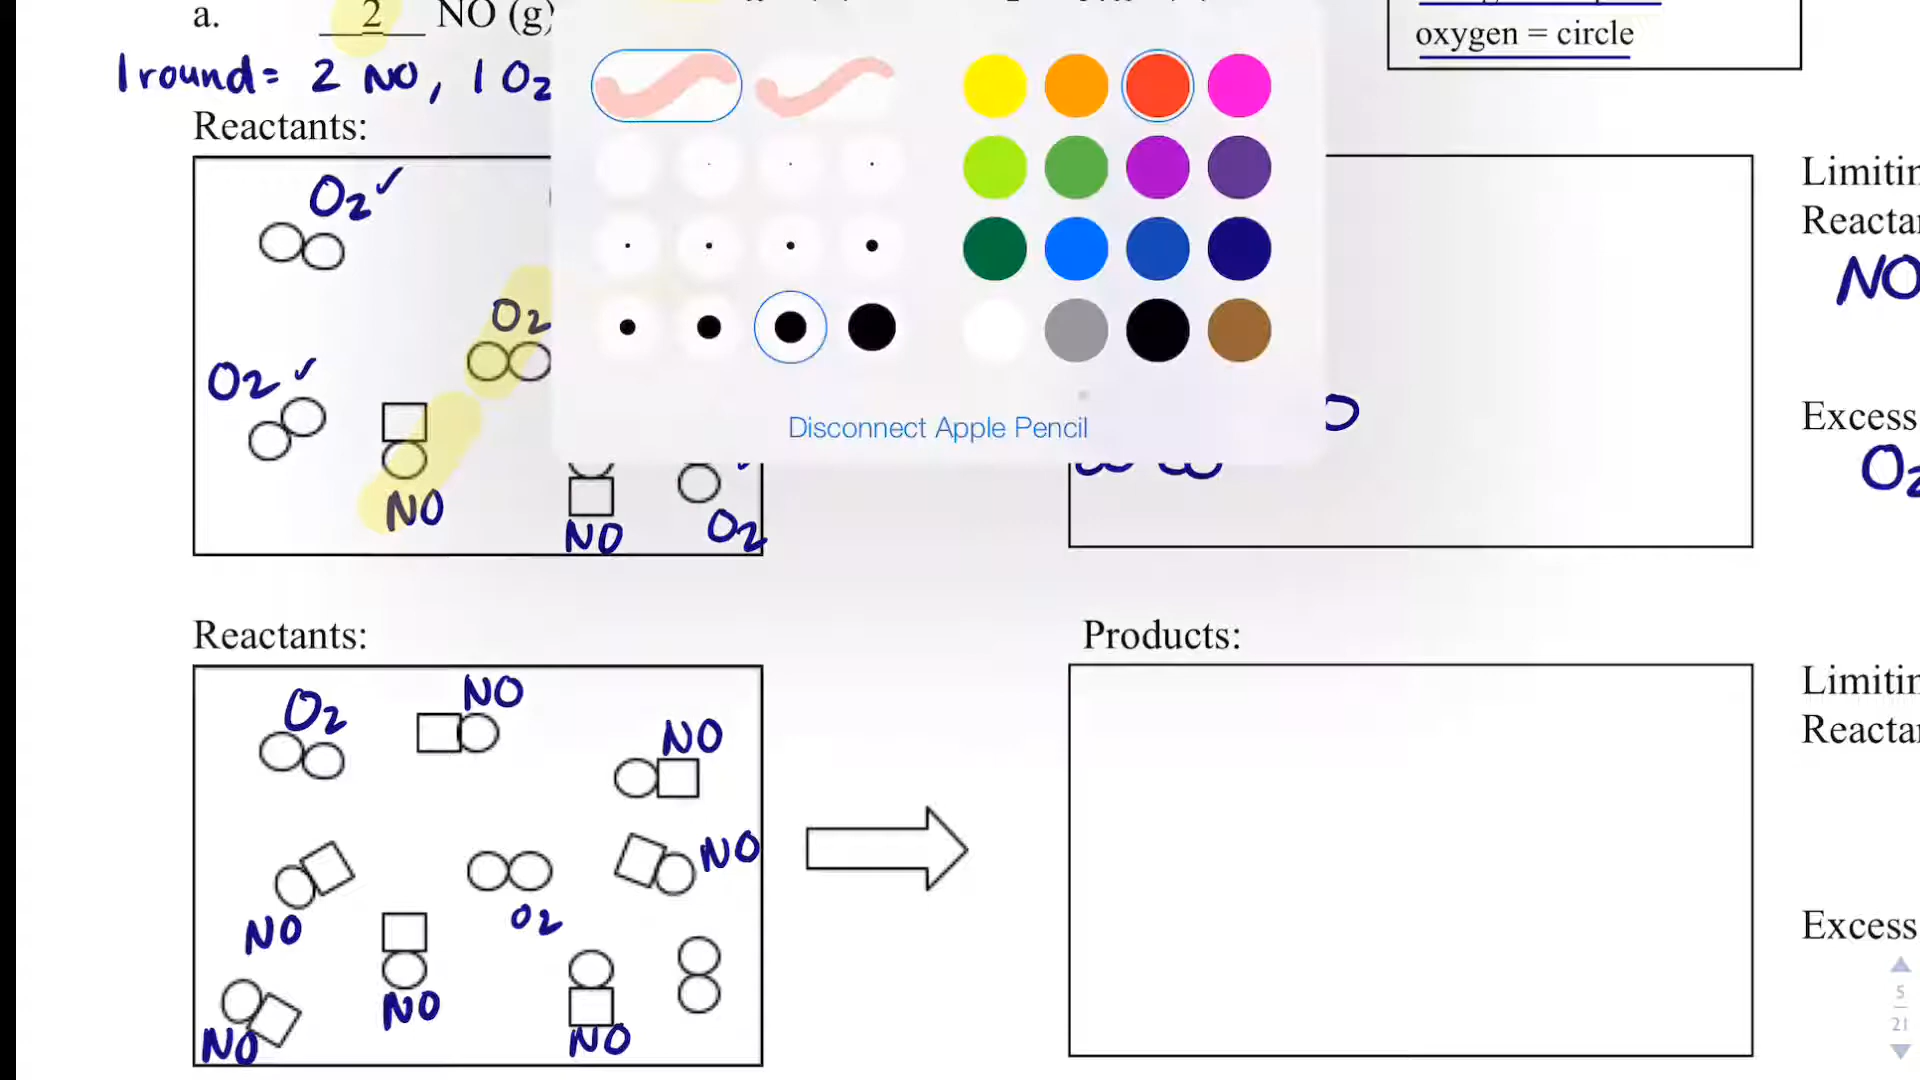 a. 2 NO (g)
oxygen = circle
1 round = 2 NO, 1 O2
Reactants:
O2 ✓
Limitin
Reactan
NO
O2
O2 ✓
Disconnect Apple Pencil
Excess
O2
NO
NO
O2
Reactants:
Products:
O2
NO
NO
Limitin
Reactan
NO
NO
O2
NO
NO
NO
Excess
5
21